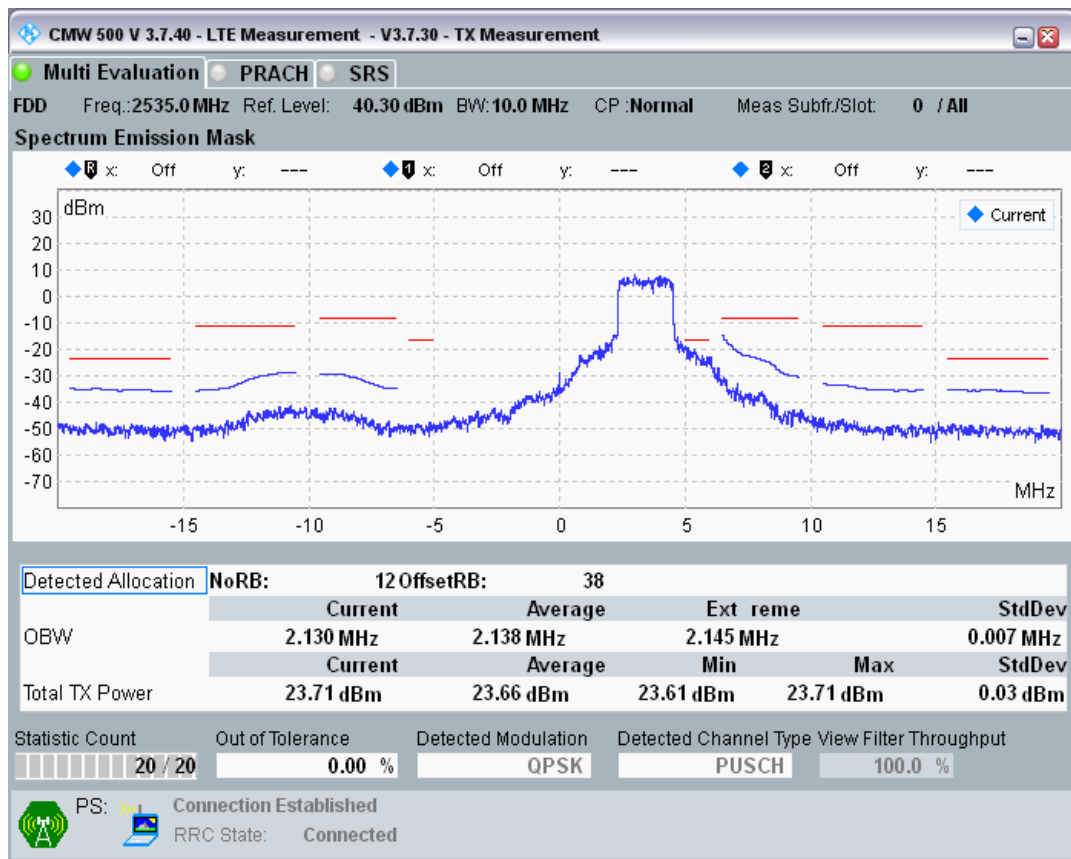 CMW 500 V 3.7.40 - LTE Measurement - V3.7.30 - TX Measurement
Multi Evaluation PRACH SRS
FDD Freq.:2535.0 MHz Ref. Level: 40.30 dBm BW: 10.0 MHz CP :Normal Meas Subfr./Slot: 0 / All
Spectrum Emission Mask
R x: Off y: --- 1 x: Off y: --- 2 x: Off y: ---
dBm
Current
30
20
10
0
-10
-20
-30
-40
-50
-60
-70
MHz
-15 -10 -5 0 5 10 15
Detected Allocation NoRB: 12 OffsetRB: 38
Current Average Ext reme StdDev
OBW 2.130 MHz 2.138 MHz 2.145 MHz 0.007 MHz
Current Average Min Max StdDev
Total TX Power 23.71 dBm 23.66 dBm 23.61 dBm 23.71 dBm 0.03 dBm
Statistic Count Out of Tolerance Detected Modulation Detected Channel Type View Filter Throughput
20 / 20 0.00 % QPSK PUSCH 100.0 %
PS: Connection Established
RRC State: Connected